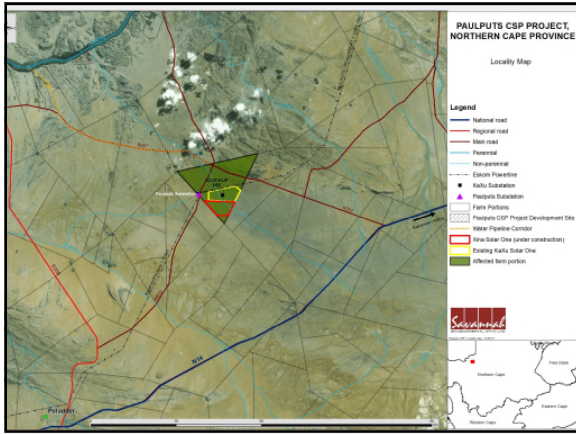 PAULPUTS CSP PROJECT,
NORTHERN CAPE PROVINCE
Locality Map
Legend
National road
Regional road
Main road
Perennial
Non-perennial
Eskom Powerline
KaXu Substation
Paulputs Substation
Farm Portions
Paulputs CSP Project Development Site
Water Pipeline Corridor
Xina Solar One (under construction)
Existing KaXu Solar One
Affected farm portion
Paulputs Substation
N14
Pofadder
Savannah
Northern Cape
Free State
Eastern Cape
Western Cape